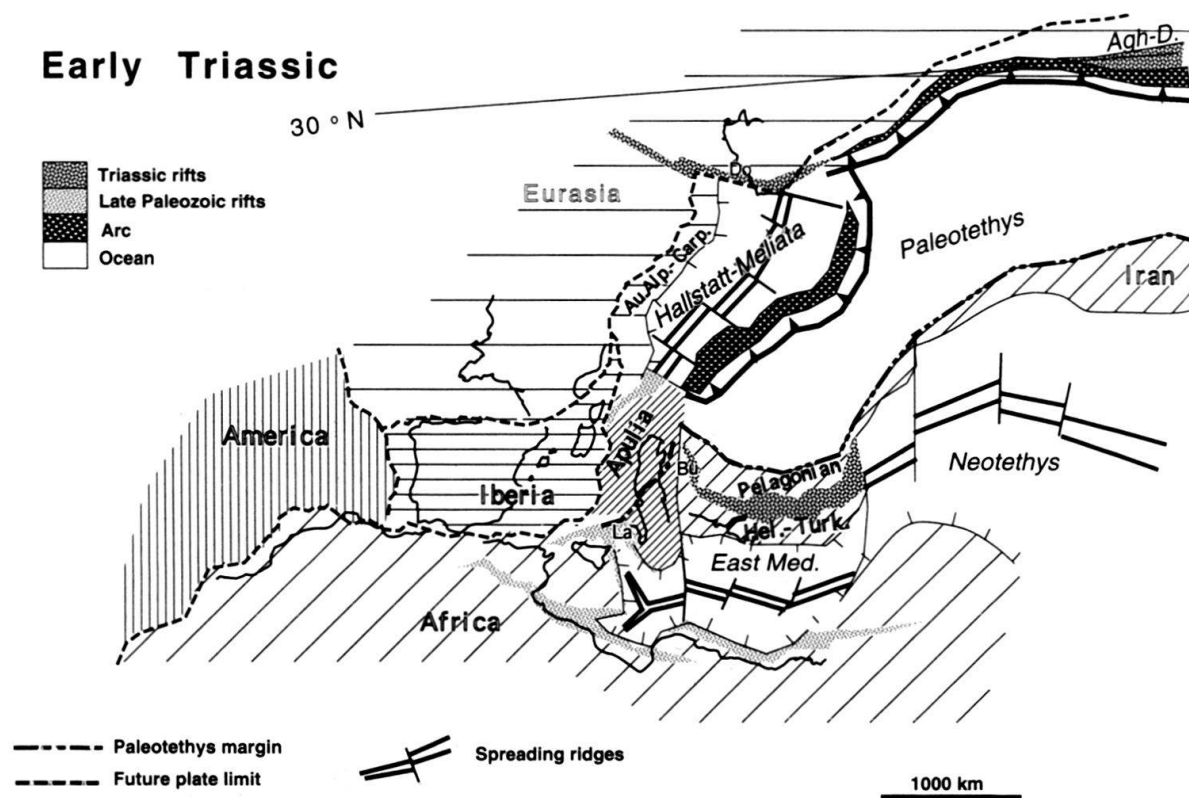 Early Triassic
Agh-D.
30 ° N
Triassic rifts
Late Paleozoic rifts
Arc
Ocean
Eurasia
Do
Paleotethys
Au.Alp.-Carp.
Hallstatt-Meliata
Iran
America
Iberia
Apulia
Bü
Pelagonian
Neotethys
La
Hel.-Turk.
East Med.
Africa
Paleotethys margin
Future plate limit
Spreading ridges
1000 km